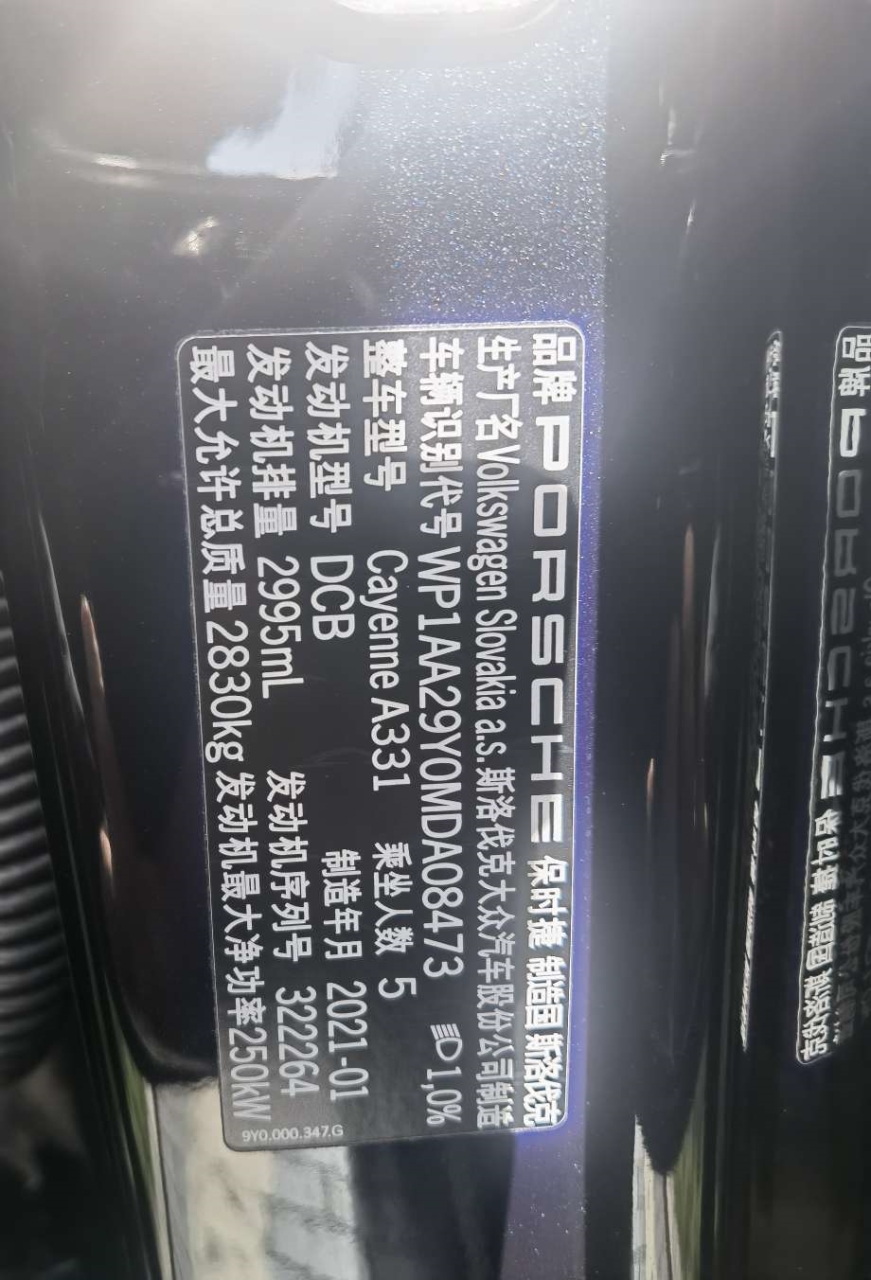 品牌 PORSCHE 保时捷 制造国 斯洛伐克
生产厂名 Volkswagen Slovakia a.s. 斯洛伐克大众汽车股份公司制造
车辆识别代号 WP1AA29Y0MDA08473 1,0%
整车型号 Cayenne A331 乘坐人数 5
发动机型号 DCB 制造年月 2021-01
发动机排量 2995mL 发动机序列号 322264
最大允许总质量 2830kg 发动机最大净功率 250kW
9Y0.000.347.G